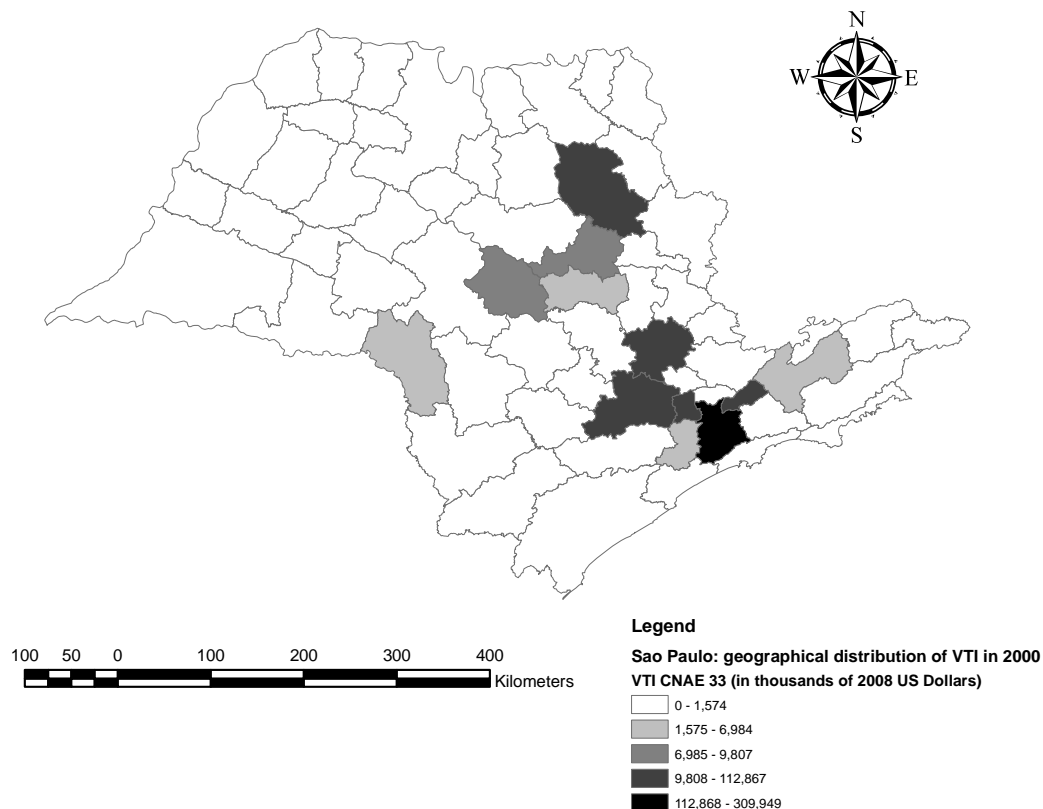 N
W E
S
100 50 0 100 200 300 400
Kilometers
Legend
Sao Paulo: geographical distribution of VTI in 2000
VTI CNAE 33 (in thousands of 2008 US Dollars)
0 - 1,574
1,575 - 6,984
6,985 - 9,807
9,808 - 112,867
112,868 - 309,949